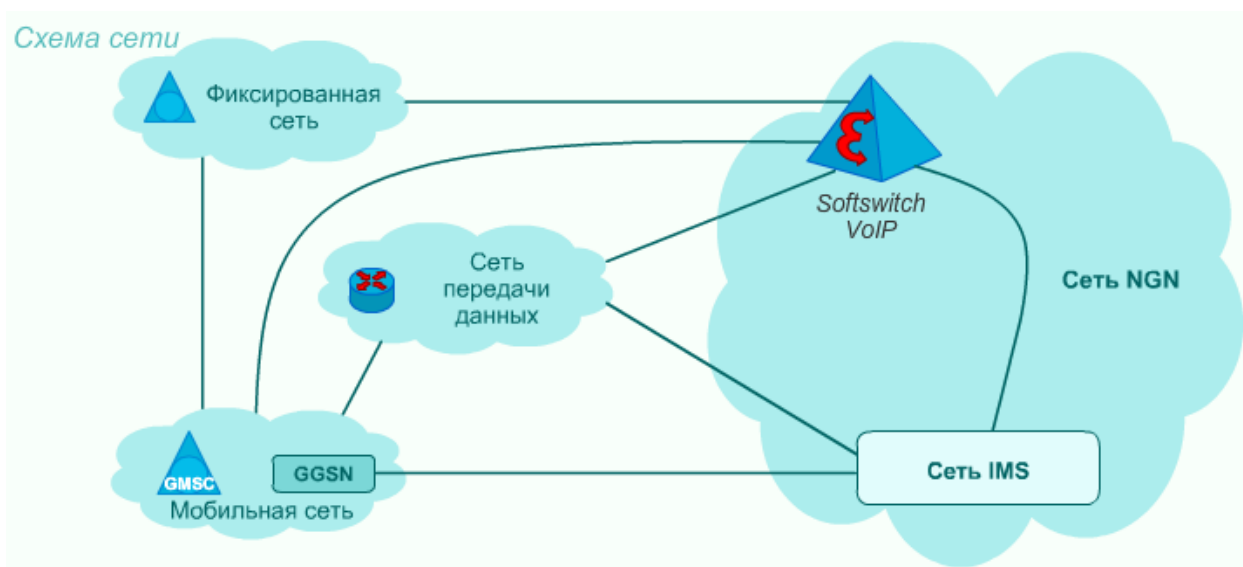 Схема сети
Фиксированная
сеть
Softswitch
VoIP
Сеть
передачи
данных
Сеть NGN
GMSC
GGSN
Мобильная сеть
Сеть IMS